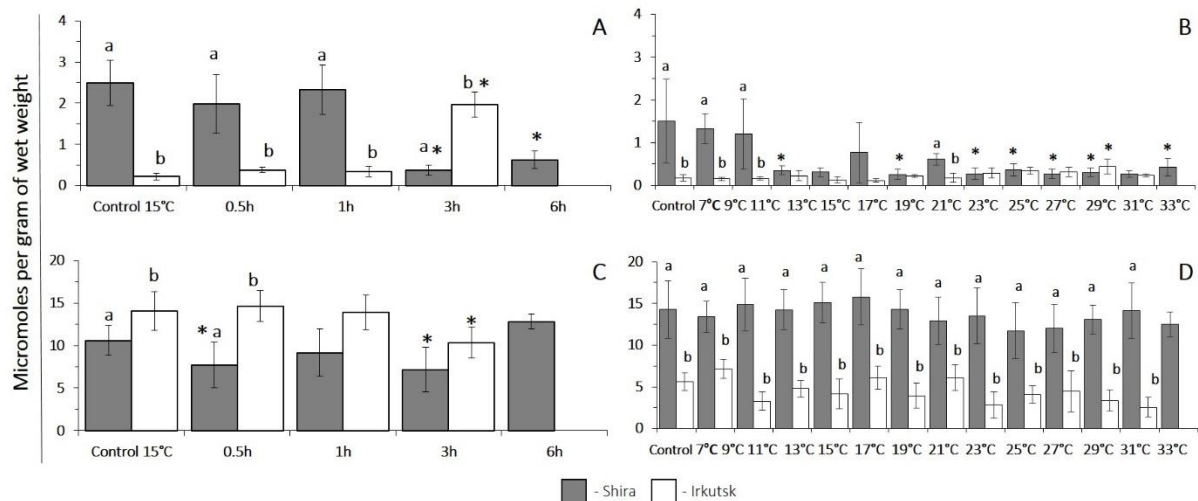 Micromoles per gram of wet weight
A
4
3
2
1
0
a
b
a
b
a
b
a *
b *
*
Control 15°C 0.5h 1h 3h 6h
B
4
3
2
1
0
a
b
a
b
a
b
*
*
a
b
*
*
*
*
*
*
Control 7°C 9°C 11°C 13°C 15°C 17°C 19°C 21°C 23°C 25°C 27°C 29°C 31°C 33°C
C
20
15
10
5
0
a
b
* a
b
*
*
Control 15°C 0.5h 1h 3h 6h
D
20
15
10
5
0
a a a a a a a a a a a a a
b b b b b b b b b b b b b
Control 7°C 9°C 11°C 13°C 15°C 17°C 19°C 21°C 23°C 25°C 27°C 29°C 31°C 33°C
- Shira - Irkutsk